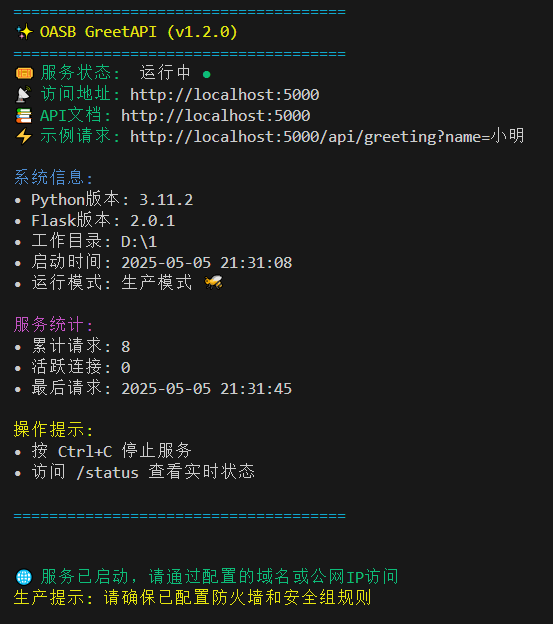 =====================================
✨ OASB GreetAPI (v1.2.0)
=====================================
🎫 服务状态： 运行中 ●
📡 访问地址: http://localhost:5000
📚 API文档: http://localhost:5000
⚡ 示例请求: http://localhost:5000/api/greeting?name=小明
系统信息:
• Python版本: 3.11.2
• Flask版本: 2.0.1
• 工作目录: D:\1
• 启动时间: 2025-05-05 21:31:08
• 运行模式: 生产模式 🐝
服务统计:
• 累计请求: 8
• 活跃连接: 0
• 最后请求: 2025-05-05 21:31:45
操作提示:
• 按 Ctrl+C 停止服务
• 访问 /status 查看实时状态
=====================================
🌐 服务已启动，请通过配置的域名或公网IP访问
生产提示: 请确保已配置防火墙和安全组规则